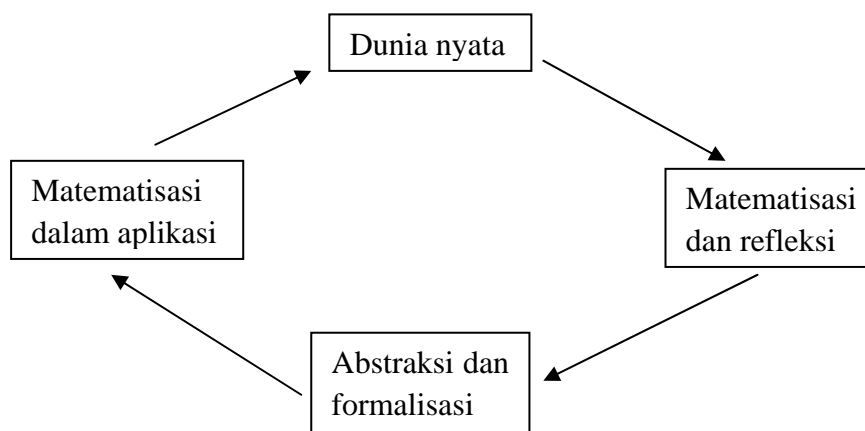 Dunia nyata
Matematisasi
dan refleksi
Abstraksi dan
formalisasi
Matematisasi
dalam aplikasi